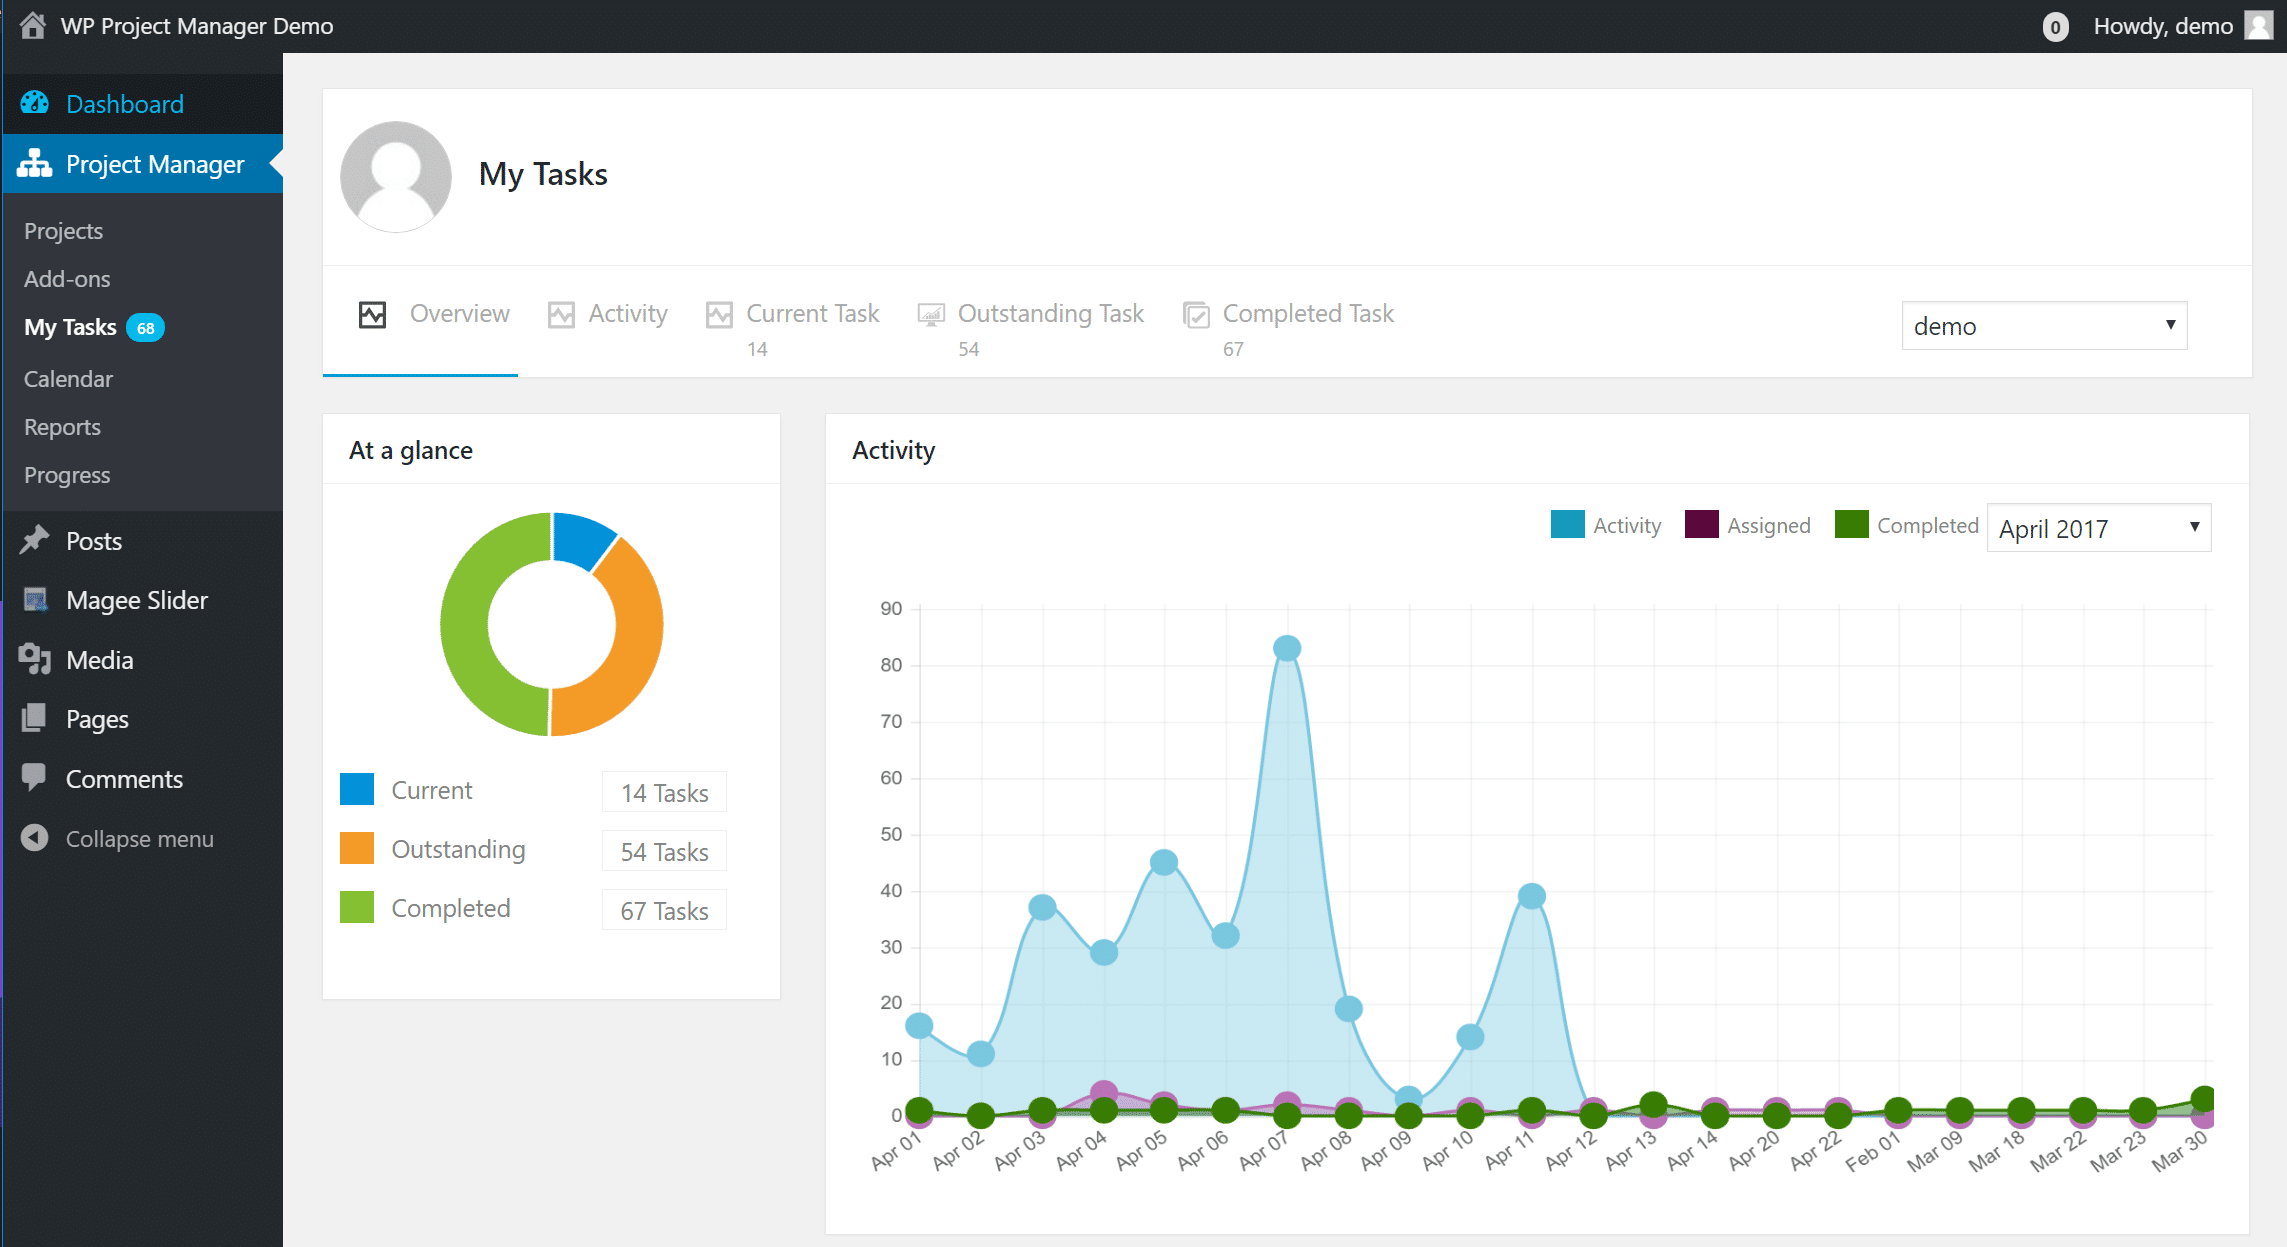 WP Project Manager Demo
0
Howdy, demo
Dashboard
Project Manager
Projects
Add-ons
My Tasks 68
Calendar
Reports
Progress
Posts
Magee Slider
Media
Pages
Comments
Collapse menu
My Tasks
Overview
Activity
Current Task
14
Outstanding Task
54
Completed Task
67
demo
At a glance
Current 14 Tasks
Outstanding 54 Tasks
Completed 67 Tasks
Activity
Activity Assigned Completed April 2017
90
80
70
60
50
40
30
20
10
0
Apr 01 Apr 02 Apr 03 Apr 04 Apr 05 Apr 06 Apr 07 Apr 08 Apr 09 Apr 10 Apr 11 Apr 12 Apr 13 Apr 14 Apr 20 Apr 22 Feb 01 Mar 09 Mar 18 Mar 22 Mar 23 Mar 30